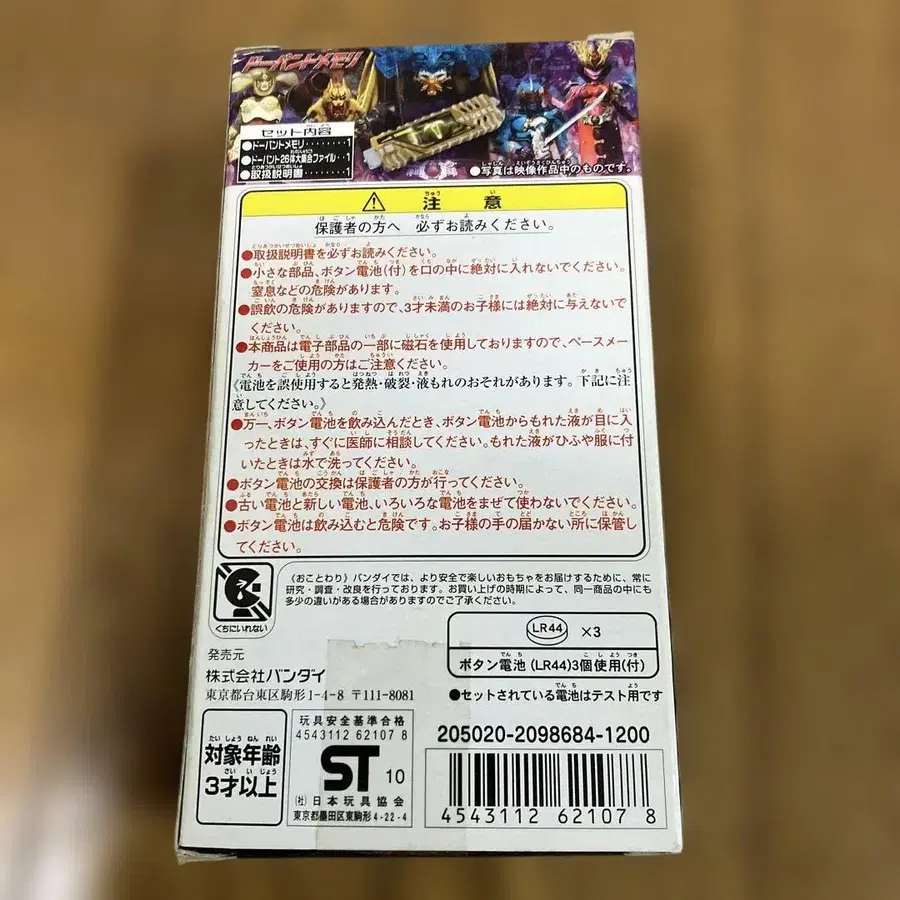 ドーパントメモリ
セット内容
●ドーパントメモリ・・・・・・・・1
●ドーパント26体大集合ファイル・・1
●取扱説明書・・・・・・・・1
●写真は映像作品中のものです。
注意
保護者の方へ 必ずお読みください。
●取扱説明書を必ずお読みください。
●小さな部品、ボタン電池(付)を口の中に絶対に入れないでください。
窒息などの危険があります。
●誤飲の危険がありますので、3才未満のお子様には絶対に与えないで
ください。
●本商品は電子部品の一部に磁石を使用しておりますので、ペースメー
カーをご使用の方はご注意ください。
《電池を誤使用すると発熱・破裂・液もれのおそれがあります。下記に注
意してください。》
●万一、ボタン電池を飲み込んだとき、ボタン電池からもれた液が目に入
ったときは、すぐに医師に相談してください。もれた液がひふや服に付
いたときは水で洗ってください。
●ボタン電池の交換は保護者の方が行ってください。
●古い電池と新しい電池、いろいろな電池をまぜて使わないでください。
●ボタン電池は飲み込むと危険です。お子様の手の届かない所に保管し
てください。
くちにいれない
《おことわり》バンダイでは、より安全で楽しいおもちゃをお届けするために、常に
研究・調査・改良を行っております。お買い上げの時期によって、同一商品の中にも
多少の違いがある場合がありますのでご了承ください。
LR44 ×3
ボタン電池(LR44)3個使用(付)
●セットされている電池はテスト用です
発売元
株式会社バンダイ
東京都台東区駒形1-4-8 〒111-8081
対象年齢
3才以上
玩具安全基準合格
4543112 62107 8
ST 10
(社)日本玩具協会
東京都墨田区東駒形4-22-4
205020-2098684-1200
4543112 62107 8